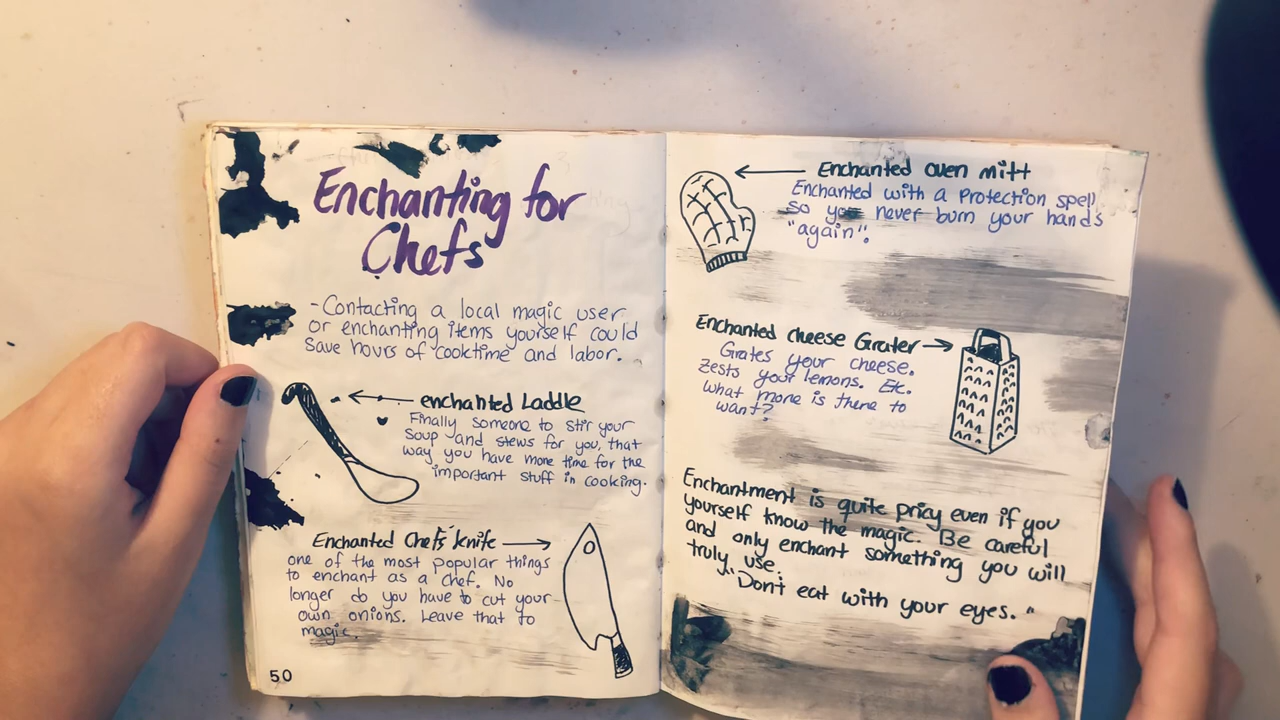 Enchanting for
Chefs
- Contacting a local magic user
or enchanting items yourself could
save hours of cooktime and labor.
enchanted Laddle
Finally someone to stir your
Soup and stews for you, that
way you have more time for the
important stuff in cooking.
Enchanted Chefs' knife
one of the most popular things
to enchant as a chef. No
longer do you have to cut your
own onions. Leave that to
magic.
50
Enchanted oven mitt
Enchanted with a Protection spell
so you never burn your hands
"again".
Enchanted cheese Grater
Grates your cheese.
Zests your lemons. Etc.
What more is there to
want?
Enchantment is quite pricy even if you
yourself know the magic. Be careful
and only enchant something you will
truly use.
"Dont eat with your eyes."